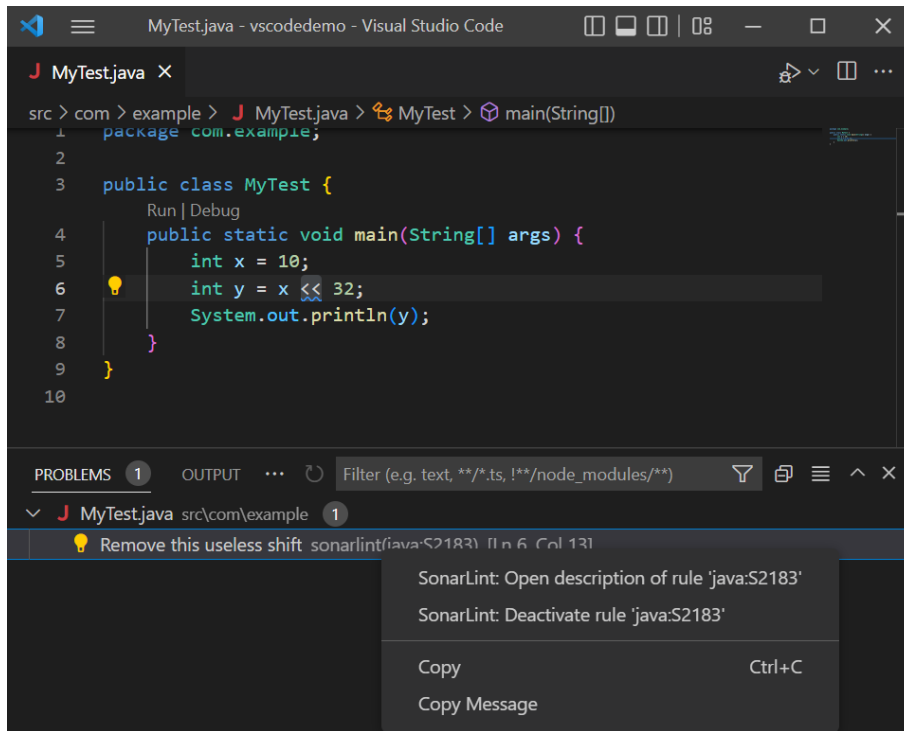 MyTest.java - vscodedemo - Visual Studio Code
J MyTest.java
src > com > example > J MyTest.java > MyTest > main(String[])
1 package com.example;
2
3 public class MyTest {
Run | Debug
4 public static void main(String[] args) {
5 int x = 10;
6 int y = x << 32;
7 System.out.println(y);
8 }
9 }
10
PROBLEMS 1 OUTPUT ... Filter (e.g. text, **/*.ts, !**/node_modules/**)
J MyTest.java src\com\example 1
Remove this useless shift sonarlint(java:S2183) [Ln 6, Col 13]
SonarLint: Open description of rule 'java:S2183'
SonarLint: Deactivate rule 'java:S2183'
Copy Ctrl+C
Copy Message